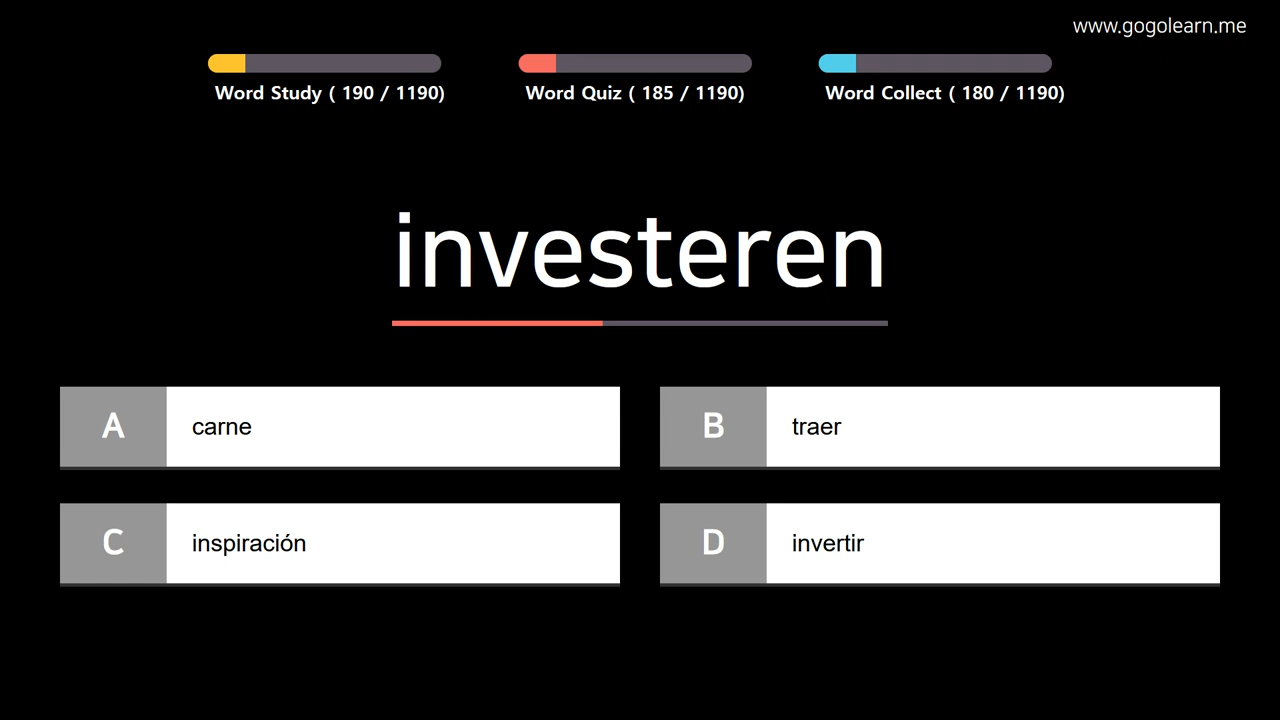 www.gogolearn.me
Word Study ( 190 / 1190)
Word Quiz ( 185 / 1190)
Word Collect ( 180 / 1190)
investeren
A
carne
B
traer
C
inspiración
D
invertir